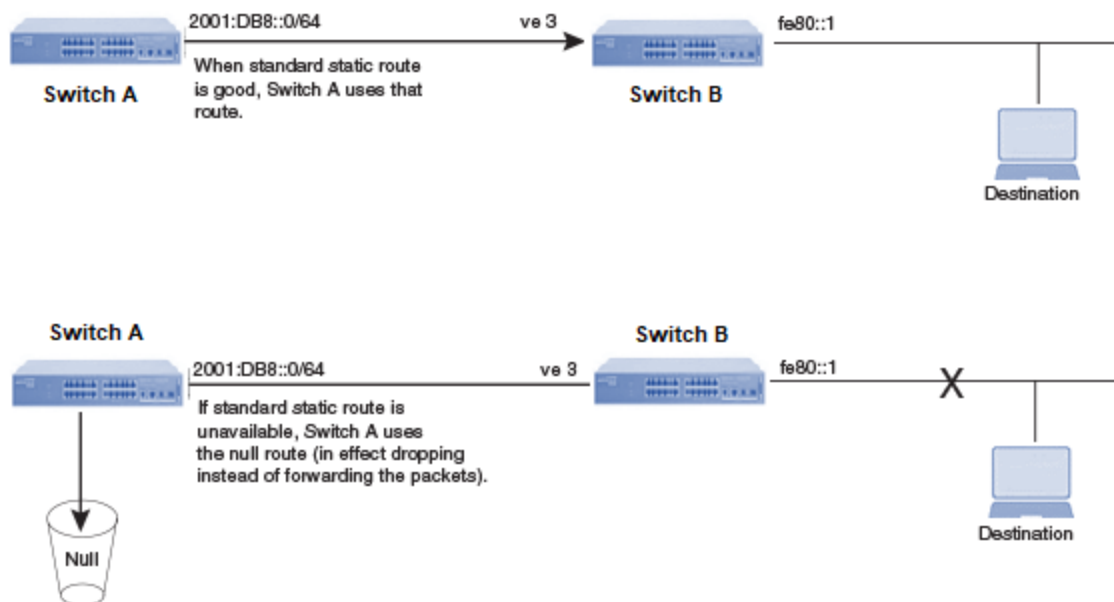 2001:DB8::0/64
ve 3
fe80::1
When standard static route
is good, Switch A uses that
route.
Switch A
Switch B
Destination
Switch A
Switch B
2001:DB8::0/64
ve 3
fe80::1
If standard static route is
unavailable, Switch A uses
the null route (in effect dropping
instead of forwarding the packets).
X
Null
Destination